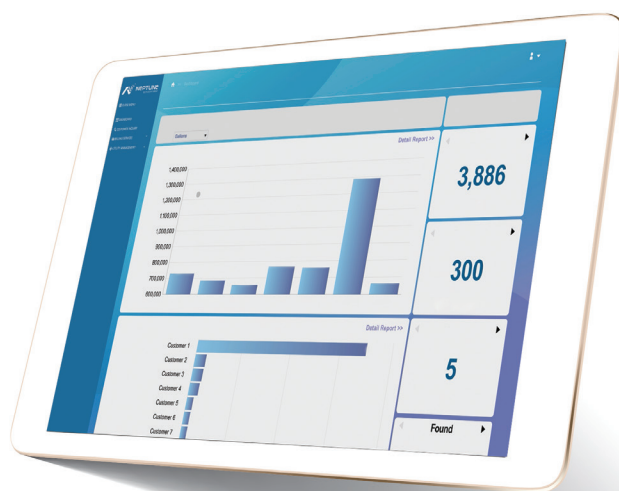 NEPTUNE
Gallons
Detail Report >>
1,400,000
1,300,000
1,200,000
1,100,000
1,000,000
900,000
800,000
700,000
600,000
3,886
300
Detail Report >>
Customer 1
Customer 2
Customer 3
Customer 4
Customer 5
Customer 6
Customer 7
5
Found